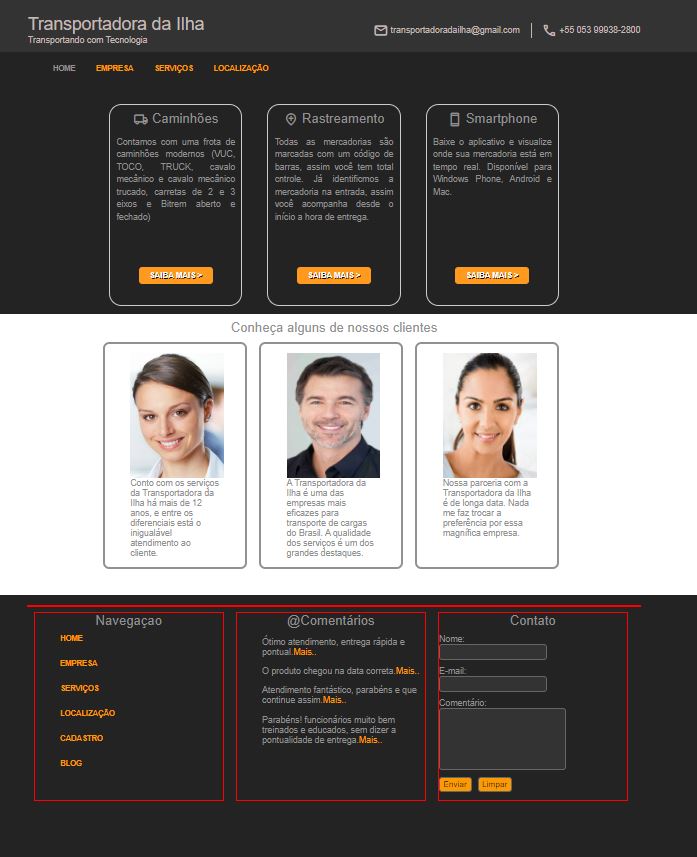 Transportadora da Ilha
Transportando com Tecnologia
transportadoradailha@gmail.com
+55 053 99938-2800
HOME EMPRESA SERVIÇOS LOCALIZAÇÃO
Caminhões
Contamos com uma frota de
caminhões modernos (VUC,
TOCO, TRUCK, cavalo
mecânico e cavalo mecânico
trucado, carretas de 2 e 3
eixos e Bitrem aberto e
fechado)
SAIBA MAIS >
Rastreamento
Todas as mercadorias são
marcadas com um código de
barras, assim você tem total
cntrole. Já identificmos a
mercadoria na entrada, assim
você acompanha desde o
início a hora de entrega.
SAIBA MAIS >
Smartphone
Baixe o aplicativo e visualize
onde sua mercadoria está em
tempo real. Disponível para
Windows Phone, Android e
Mac.
SAIBA MAIS >
Conheça alguns de nossos clientes
Conto com os serviços
da Transportadora da
Ilha há mais de 12
anos, e entre os
diferenciais está o
inigualável
atendimento ao
cliente.
A Transportadora da
Ilha é uma das
empresas mais
eficazes para
transporte de cargas
do Brasil. A qualidade
dos serviços é um dos
grandes destaques.
Nossa parceria com a
Transportadora da Ilha
é de longa data. Nada
me faz trocar a
preferência por essa
magnífica empresa.
Navegaçao
HOME
EMPRESA
SERVIÇOS
LOCALIZAÇÃO
CADASTRO
BLOG
@Comentários
Ótimo atendimento, entrega rápida e
pontual.Mais..
O produto chegou na data correta.Mais..
Atendimento fantástico, parabéns e que
continue assim.Mais..
Parabéns! funcionários muito bem
treinados e educados, sem dizer a
pontualidade de entrega.Mais..
Contato
Nome:
E-mail:
Comentário:
Enviar Limpar